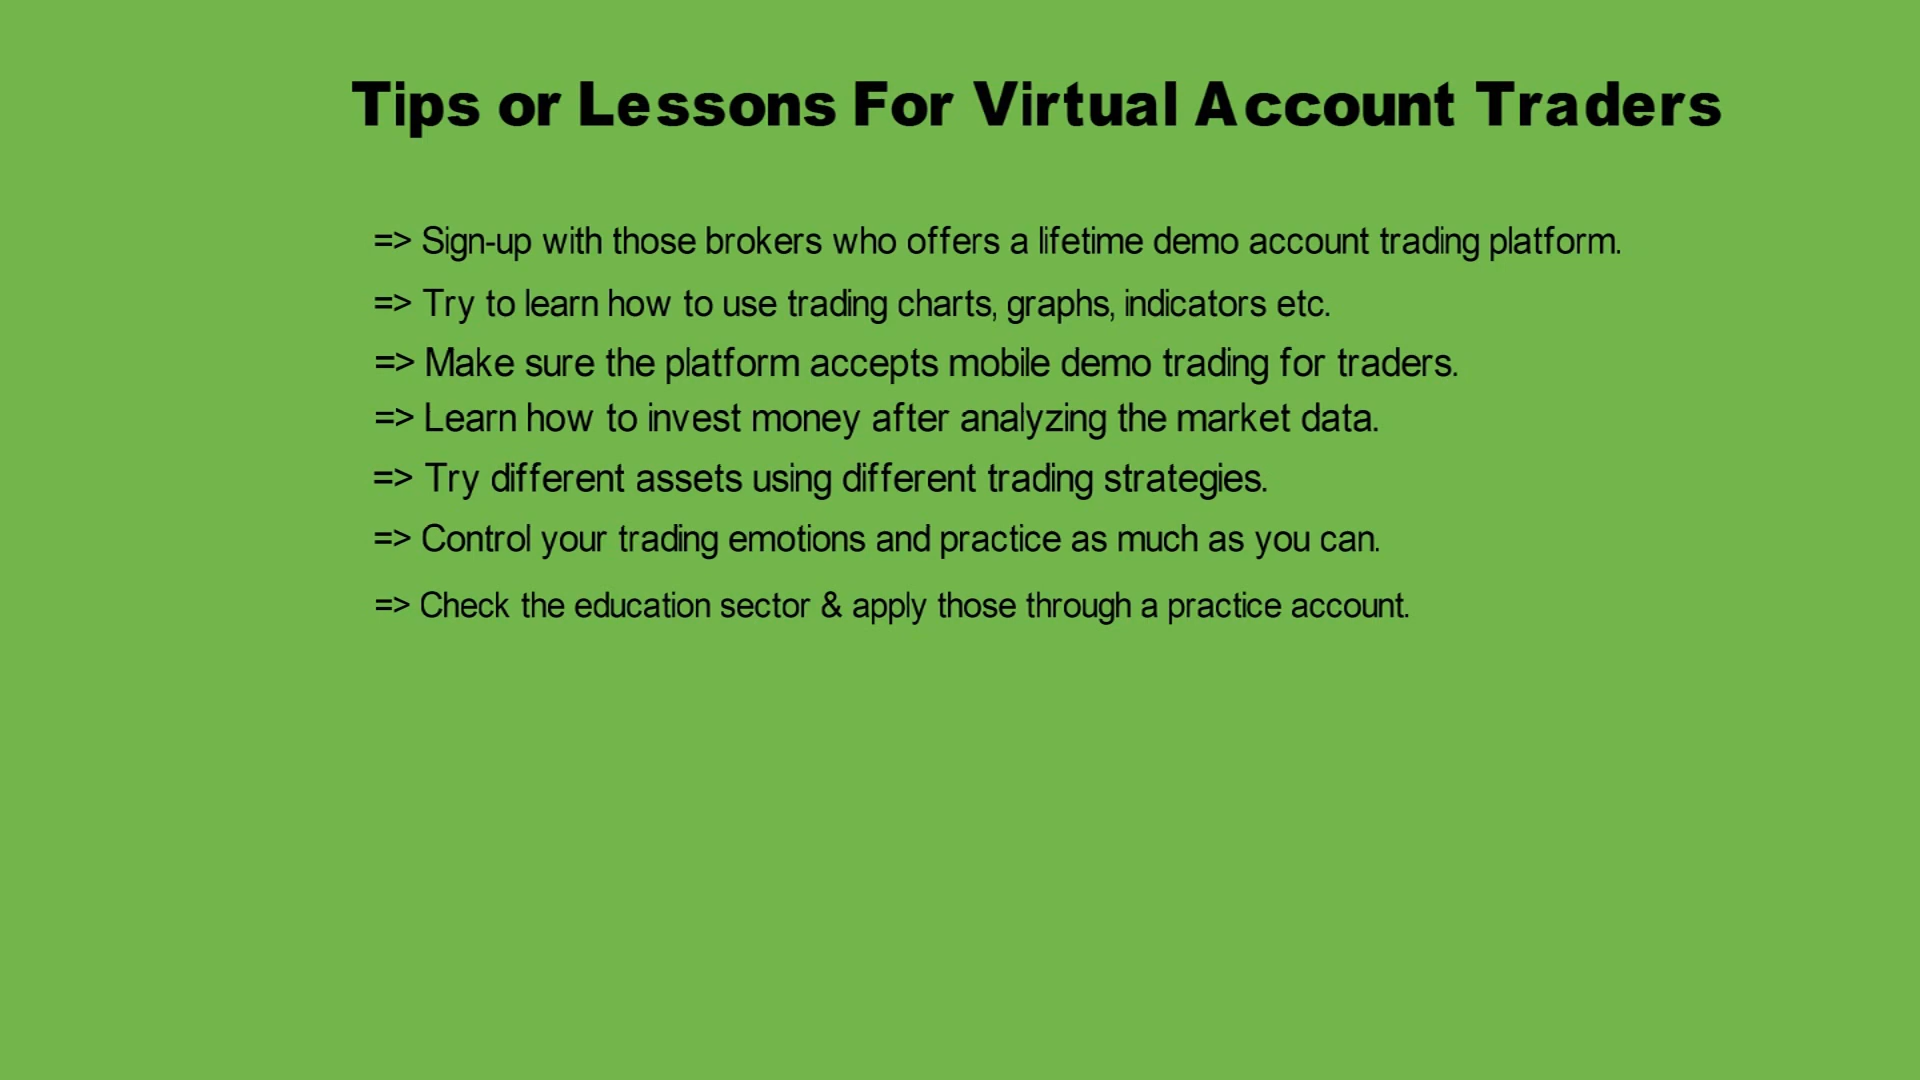 Tips or Lessons For Virtual Account Traders
=> Sign-up with those brokers who offers a lifetime demo account trading platform.
=> Try to learn how to use trading charts, graphs, indicators etc.
=> Make sure the platform accepts mobile demo trading for traders.
=> Learn how to invest money after analyzing the market data.
=> Try different assets using different trading strategies.
=> Control your trading emotions and practice as much as you can.
=> Check the education sector & apply those through a practice account.